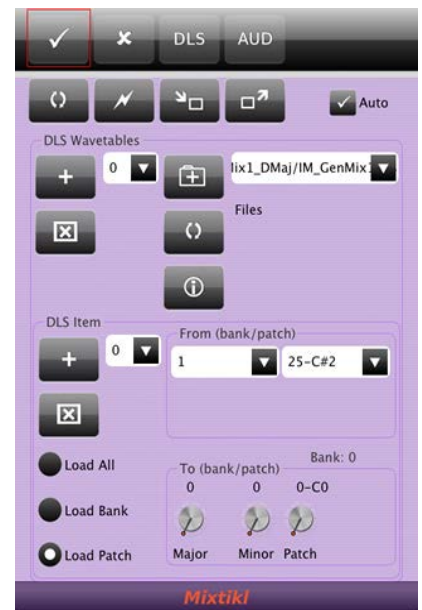 DLS AUD
Auto
DLS Wavetables
0
lix1_DMaj/IM_GenMix1
Files
DLS Item
0
From (bank/patch)
1 25-C#2
Load All
Load Bank
Load Patch
Bank: 0
To (bank/patch)
0 0 0-C0
Major Minor Patch
Mixtikl